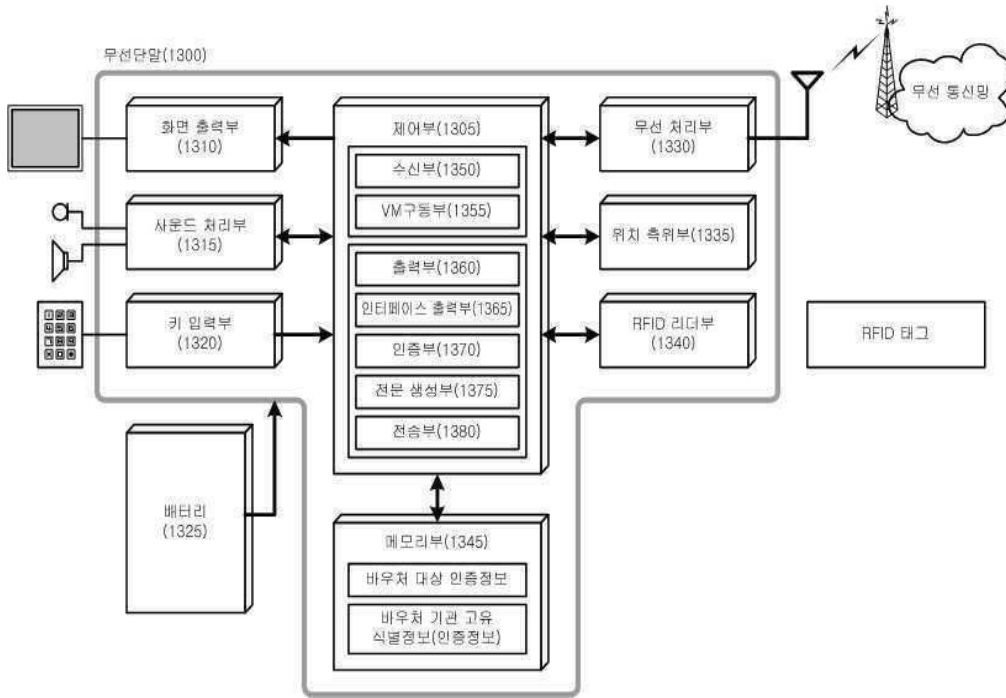 무선단말(1300)
무선 통신망
화면 출력부
(1310)
제어부(1305)
무선 처리부
(1330)
수신부(1350)
VM구동부(1355)
사운드 처리부
(1315)
위치 측위부(1335)
출력부(1360)
인터페이스 출력부(1365)
키 입력부
(1320)
RFID 리더부
(1340)
RFID 태그
인증부(1370)
전문 생성부(1375)
전송부(1380)
배터리
(1325)
메모리부(1345)
바우처 대상 인증정보
바우처 기관 고유
식별정보(인증정보)